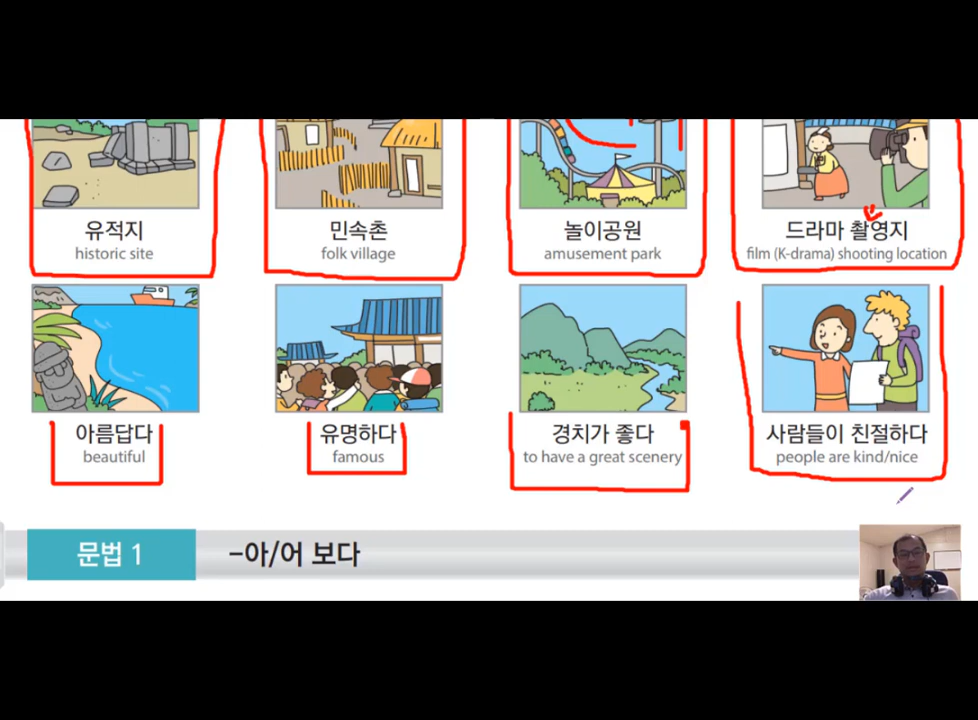 유적지
historic site
민속촌
folk village
놀이공원
amusement park
드라마 촬영지
film (K-drama) shooting location
아름답다
beautiful
유명하다
famous
경치가 좋다
to have a great scenery
사람들이 친절하다
people are kind/nice
문법 1
-아/어 보다